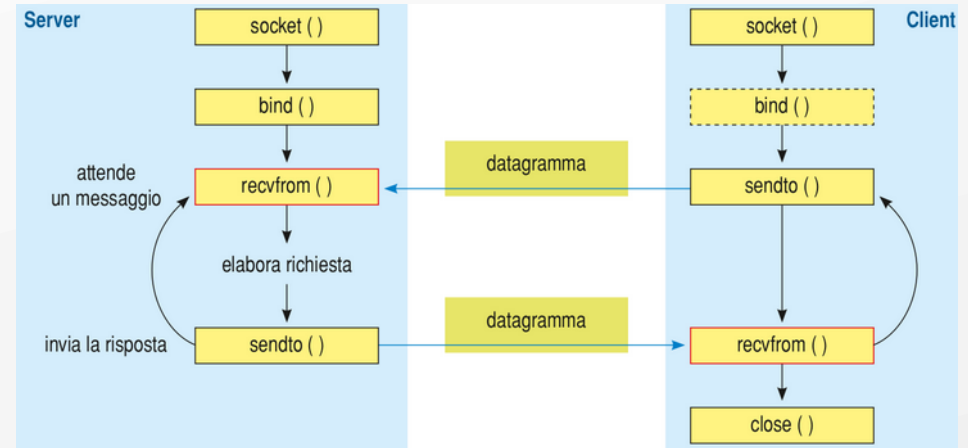 Server
socket ( )
bind ( )
attende
un messaggio
recvfrom ( )
elabora richiesta
invia la risposta
sendto ( )
datagramma
datagramma
Client
socket ( )
bind ( )
sendto ( )
recvfrom ( )
close ( )